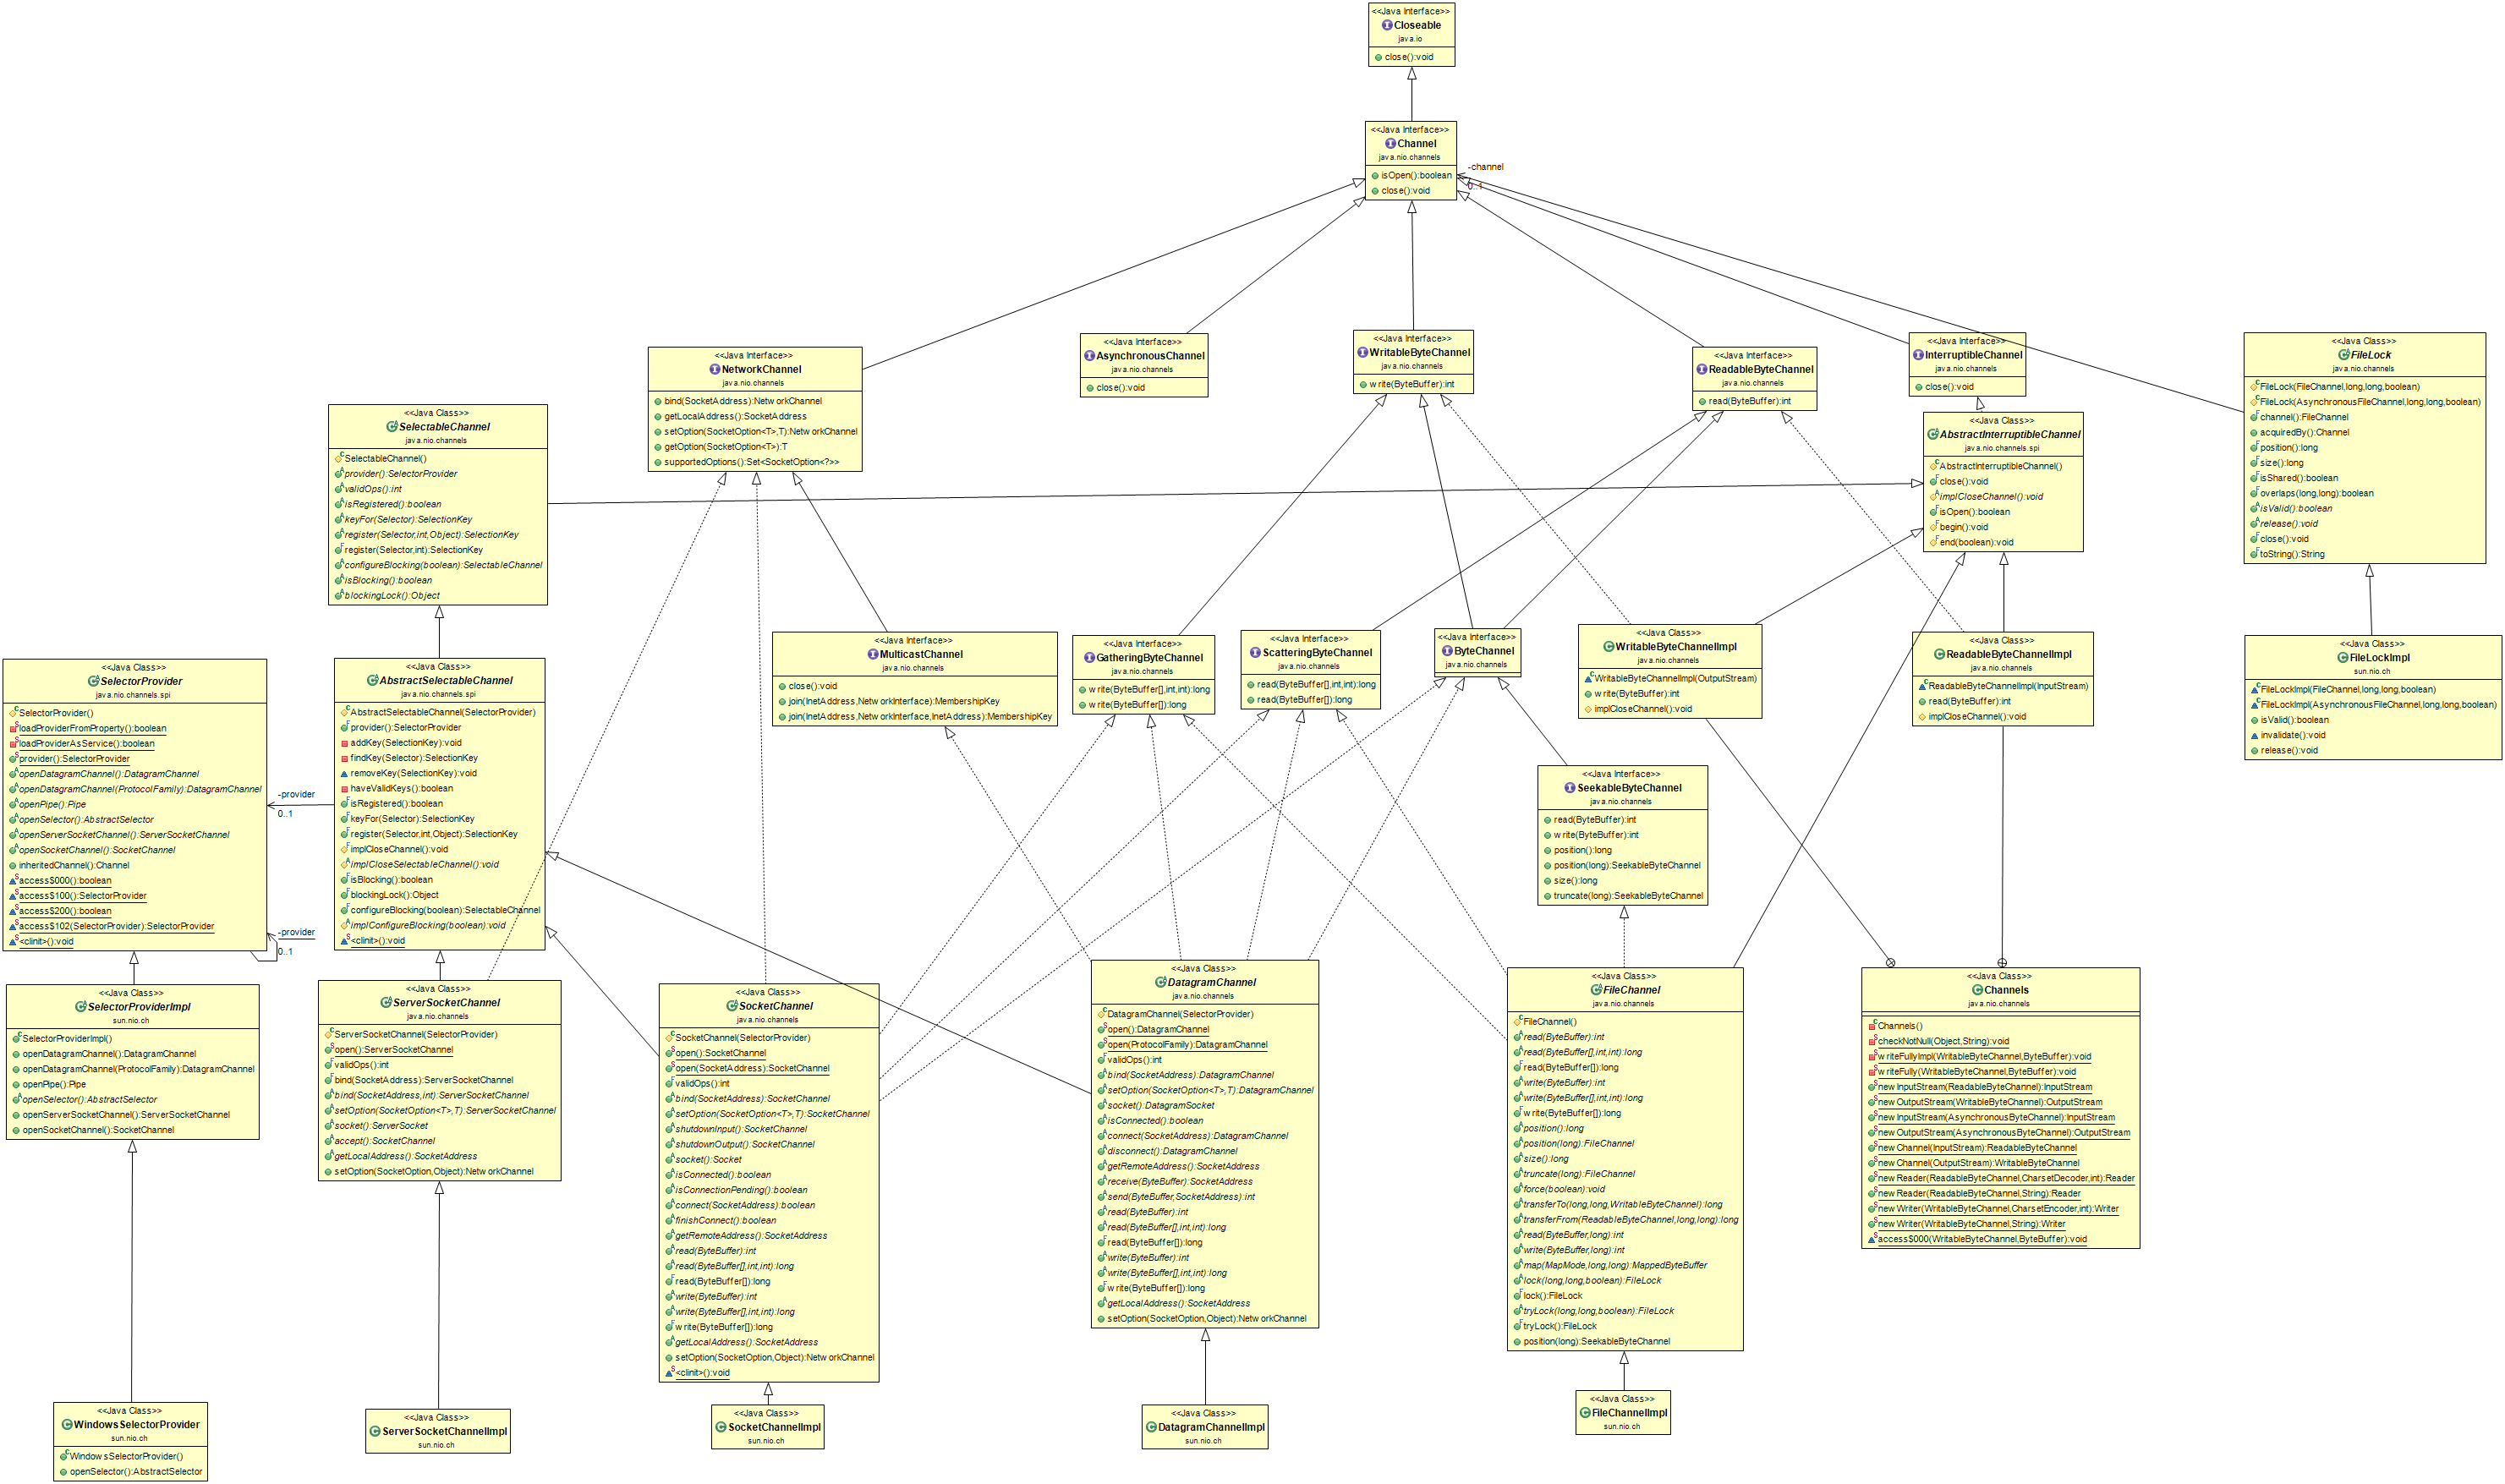 <<Java Interface>>
Closeable
java.io
close():void
<<Java Interface>>
Channel
java.nio.channels
isOpen():boolean
close():void
-channel
0..1
<<Java Interface>>
NetworkChannel
java.nio.channels
bind(SocketAddress):NetworkChannel
getLocalAddress():SocketAddress
setOption(SocketOption<T>,T):NetworkChannel
getOption(SocketOption<T>):T
supportedOptions():Set<SocketOption<?>>
<<Java Interface>>
AsynchronousChannel
java.nio.channels
close():void
<<Java Interface>>
WritableByteChannel
java.nio.channels
write(ByteBuffer):int
<<Java Interface>>
ReadableByteChannel
java.nio.channels
read(ByteBuffer):int
<<Java Interface>>
InterruptibleChannel
java.nio.channels
close():void
<<Java Class>>
FileLock
java.nio.channels
FileLock(FileChannel,long,long,boolean)
FileLock(AsynchronousFileChannel,long,long,boolean)
channel():FileChannel
acquiredBy():Channel
position():long
size():long
isShared():boolean
overlaps(long,long):boolean
isValid():boolean
release():void
close():void
toString():String
<<Java Class>>
SelectableChannel
java.nio.channels
SelectableChannel()
provider():SelectorProvider
validOps():int
isRegistered():boolean
keyFor(Selector):SelectionKey
register(Selector,int,Object):SelectionKey
register(Selector,int):SelectionKey
configureBlocking(boolean):SelectableChannel
isBlocking():boolean
blockingLock():Object
<<Java Class>>
AbstractInterruptibleChannel
java.nio.channels.spi
AbstractInterruptibleChannel()
close():void
implCloseChannel():void
isOpen():boolean
begin():void
end(boolean):void
<<Java Class>>
SelectorProvider
java.nio.channels.spi
SelectorProvider()
loadProviderFromProperty():boolean
loadProviderAsService():boolean
provider():SelectorProvider
openDatagramChannel():DatagramChannel
openDatagramChannel(ProtocolFamily):DatagramChannel
openPipe():Pipe
openSelector():AbstractSelector
openServerSocketChannel():ServerSocketChannel
openSocketChannel():SocketChannel
inheritedChannel():Channel
access$000():boolean
access$100():SelectorProvider
access$200():boolean
access$102(SelectorProvider):SelectorProvider
<clinit>():void
-provider
0..1
-provider
0..1
<<Java Class>>
AbstractSelectableChannel
java.nio.channels.spi
AbstractSelectableChannel(SelectorProvider)
provider():SelectorProvider
addKey(SelectionKey):void
findKey(Selector):SelectionKey
removeKey(SelectionKey):void
haveValidKeys():boolean
isRegistered():boolean
keyFor(Selector):SelectionKey
register(Selector,int,Object):SelectionKey
implCloseChannel():void
implCloseSelectableChannel():void
isBlocking():boolean
blockingLock():Object
configureBlocking(boolean):SelectableChannel
implConfigureBlocking(boolean):void
<clinit>():void
<<Java Interface>>
MulticastChannel
java.nio.channels
close():void
join(InetAddress,NetworkInterface):MembershipKey
join(InetAddress,NetworkInterface,InetAddress):MembershipKey
<<Java Interface>>
GatheringByteChannel
java.nio.channels
write(ByteBuffer[],int,int):long
write(ByteBuffer[]):long
<<Java Interface>>
ScatteringByteChannel
java.nio.channels
read(ByteBuffer[],int,int):long
read(ByteBuffer[]):long
<<Java Interface>>
ByteChannel
java.nio.channels
<<Java Class>>
WritableByteChannelImpl
java.nio.channels
WritableByteChannelImpl(OutputStream)
write(ByteBuffer):int
implCloseChannel():void
<<Java Class>>
ReadableByteChannelImpl
java.nio.channels
ReadableByteChannelImpl(InputStream)
read(ByteBuffer):int
implCloseChannel():void
<<Java Class>>
FileLockImpl
sun.nio.ch
FileLockImpl(FileChannel,long,long,boolean)
FileLockImpl(AsynchronousFileChannel,long,long,boolean)
isValid():boolean
invalidate():void
release():void
<<Java Interface>>
SeekableByteChannel
java.nio.channels
read(ByteBuffer):int
write(ByteBuffer):int
position():long
position(long):SeekableByteChannel
size():long
truncate(long):SeekableByteChannel
<<Java Class>>
SelectorProviderImpl
sun.nio.ch
SelectorProviderImpl()
openDatagramChannel():DatagramChannel
openDatagramChannel(ProtocolFamily):DatagramChannel
openPipe():Pipe
openSelector():AbstractSelector
openServerSocketChannel():ServerSocketChannel
openSocketChannel():SocketChannel
<<Java Class>>
ServerSocketChannel
java.nio.channels
ServerSocketChannel(SelectorProvider)
open():ServerSocketChannel
validOps():int
bind(SocketAddress):ServerSocketChannel
bind(SocketAddress,int):ServerSocketChannel
setOption(SocketOption<T>,T):ServerSocketChannel
socket():ServerSocket
accept():SocketChannel
getLocalAddress():SocketAddress
setOption(SocketOption,Object):NetworkChannel
<<Java Class>>
SocketChannel
java.nio.channels
SocketChannel(SelectorProvider)
open():SocketChannel
open(SocketAddress):SocketChannel
validOps():int
bind(SocketAddress):SocketChannel
setOption(SocketOption<T>,T):SocketChannel
shutdownInput():SocketChannel
shutdownOutput():SocketChannel
socket():Socket
isConnected():boolean
isConnectionPending():boolean
connect(SocketAddress):boolean
finishConnect():boolean
getRemoteAddress():SocketAddress
read(ByteBuffer):int
read(ByteBuffer[],int,int):long
read(ByteBuffer[]):long
write(ByteBuffer):int
write(ByteBuffer[],int,int):long
write(ByteBuffer[]):long
getLocalAddress():SocketAddress
setOption(SocketOption,Object):NetworkChannel
<clinit>():void
<<Java Class>>
DatagramChannel
java.nio.channels
DatagramChannel(SelectorProvider)
open():DatagramChannel
open(ProtocolFamily):DatagramChannel
validOps():int
bind(SocketAddress):DatagramChannel
setOption(SocketOption<T>,T):DatagramChannel
socket():DatagramSocket
isConnected():boolean
connect(SocketAddress):DatagramChannel
disconnect():DatagramChannel
getRemoteAddress():SocketAddress
receive(ByteBuffer):SocketAddress
send(ByteBuffer,SocketAddress):int
read(ByteBuffer):int
read(ByteBuffer[],int,int):long
read(ByteBuffer[]):long
write(ByteBuffer):int
write(ByteBuffer[],int,int):long
write(ByteBuffer[]):long
getLocalAddress():SocketAddress
setOption(SocketOption,Object):NetworkChannel
<<Java Class>>
FileChannel
java.nio.channels
FileChannel()
read(ByteBuffer):int
read(ByteBuffer[],int,int):long
read(ByteBuffer[]):long
write(ByteBuffer):int
write(ByteBuffer[],int,int):long
write(ByteBuffer[]):long
position():long
position(long):FileChannel
size():long
truncate(long):FileChannel
force(boolean):void
transferTo(long,long,WritableByteChannel):long
transferFrom(ReadableByteChannel,long,long):long
read(ByteBuffer,long):int
write(ByteBuffer,long):int
map(MapMode,long,long):MappedByteBuffer
lock(long,long,boolean):FileLock
lock():FileLock
tryLock(long,long,boolean):FileLock
tryLock():FileLock
position(long):SeekableByteChannel
<<Java Class>>
Channels
java.nio.channels
Channels()
checkNotNull(Object,String):void
writeFullyImpl(WritableByteChannel,ByteBuffer):void
writeFully(WritableByteChannel,ByteBuffer):void
newInputStream(ReadableByteChannel):InputStream
newOutputStream(WritableByteChannel):OutputStream
newInputStream(AsynchronousByteChannel):InputStream
newOutputStream(AsynchronousByteChannel):OutputStream
newChannel(InputStream):ReadableByteChannel
newChannel(OutputStream):WritableByteChannel
newReader(ReadableByteChannel,CharsetDecoder,int):Reader
newReader(ReadableByteChannel,String):Reader
newWriter(WritableByteChannel,CharsetEncoder,int):Writer
newWriter(WritableByteChannel,String):Writer
access$000(WritableByteChannel,ByteBuffer):void
<<Java Class>>
WindowsSelectorProvider
sun.nio.ch
WindowsSelectorProvider()
openSelector():AbstractSelector
<<Java Class>>
ServerSocketChannelImpl
sun.nio.ch
<<Java Class>>
SocketChannelImpl
sun.nio.ch
<<Java Class>>
DatagramChannelImpl
sun.nio.ch
<<Java Class>>
FileChannelImpl
sun.nio.ch